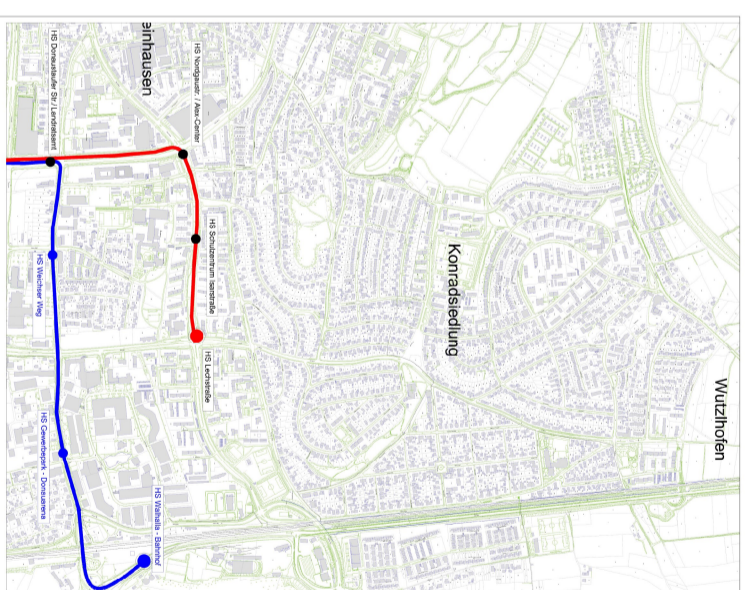 einhausen
HS Donaustaufer Str./ Landratsamt
HS Nordgaustr. / Alex-Center
HS Schulzentrum Isarstraße
HS Lechstraße
HS Weichser Weg
HS Gewerbepark - Donauarena
HS Walhalla - Bahnhof
Konradsiedlung
Wutzlhofen